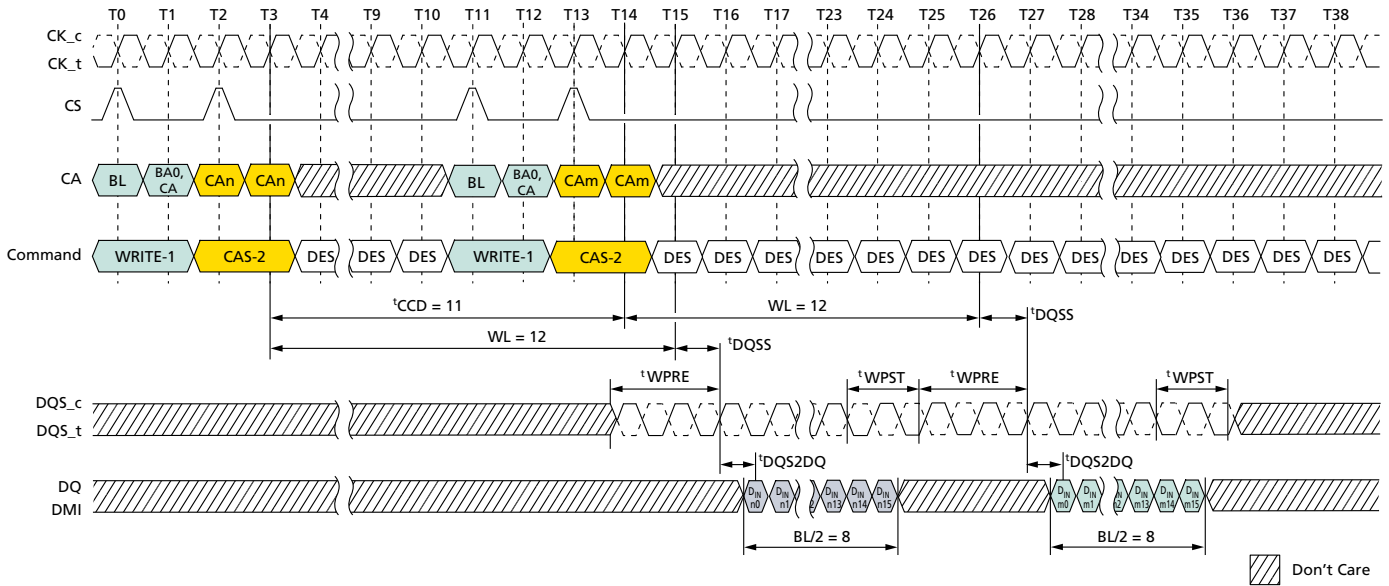 T0 T1 T2 T3 T4 T9 T10 T11 T12 T13 T14 T15 T16 T17 T23 T24 T25 T26 T27 T28 T34 T35 T36 T37 T38
CK_c
CK_t
CS
CA BL BA0, CA CAn CAn BL BA0, CA CAm CAm
Command WRITE-1 CAS-2 DES DES DES WRITE-1 CAS-2 DES DES DES DES DES DES DES DES DES DES DES DES DES DES
tCCD = 11 WL = 12 tDQSS
WL = 12 tDQSS
tWPRE tWPST tWPRE tWPST
DQS_c
DQS_t
tDQS2DQ tDQS2DQ
DQ
DMI
DIN n0 DIN n1 DIN n13 DIN n14 DIN n15 DIN m0 DIN m1 DIN m13 DIN m14 DIN m15
BL/2 = 8 BL/2 = 8
Don't Care